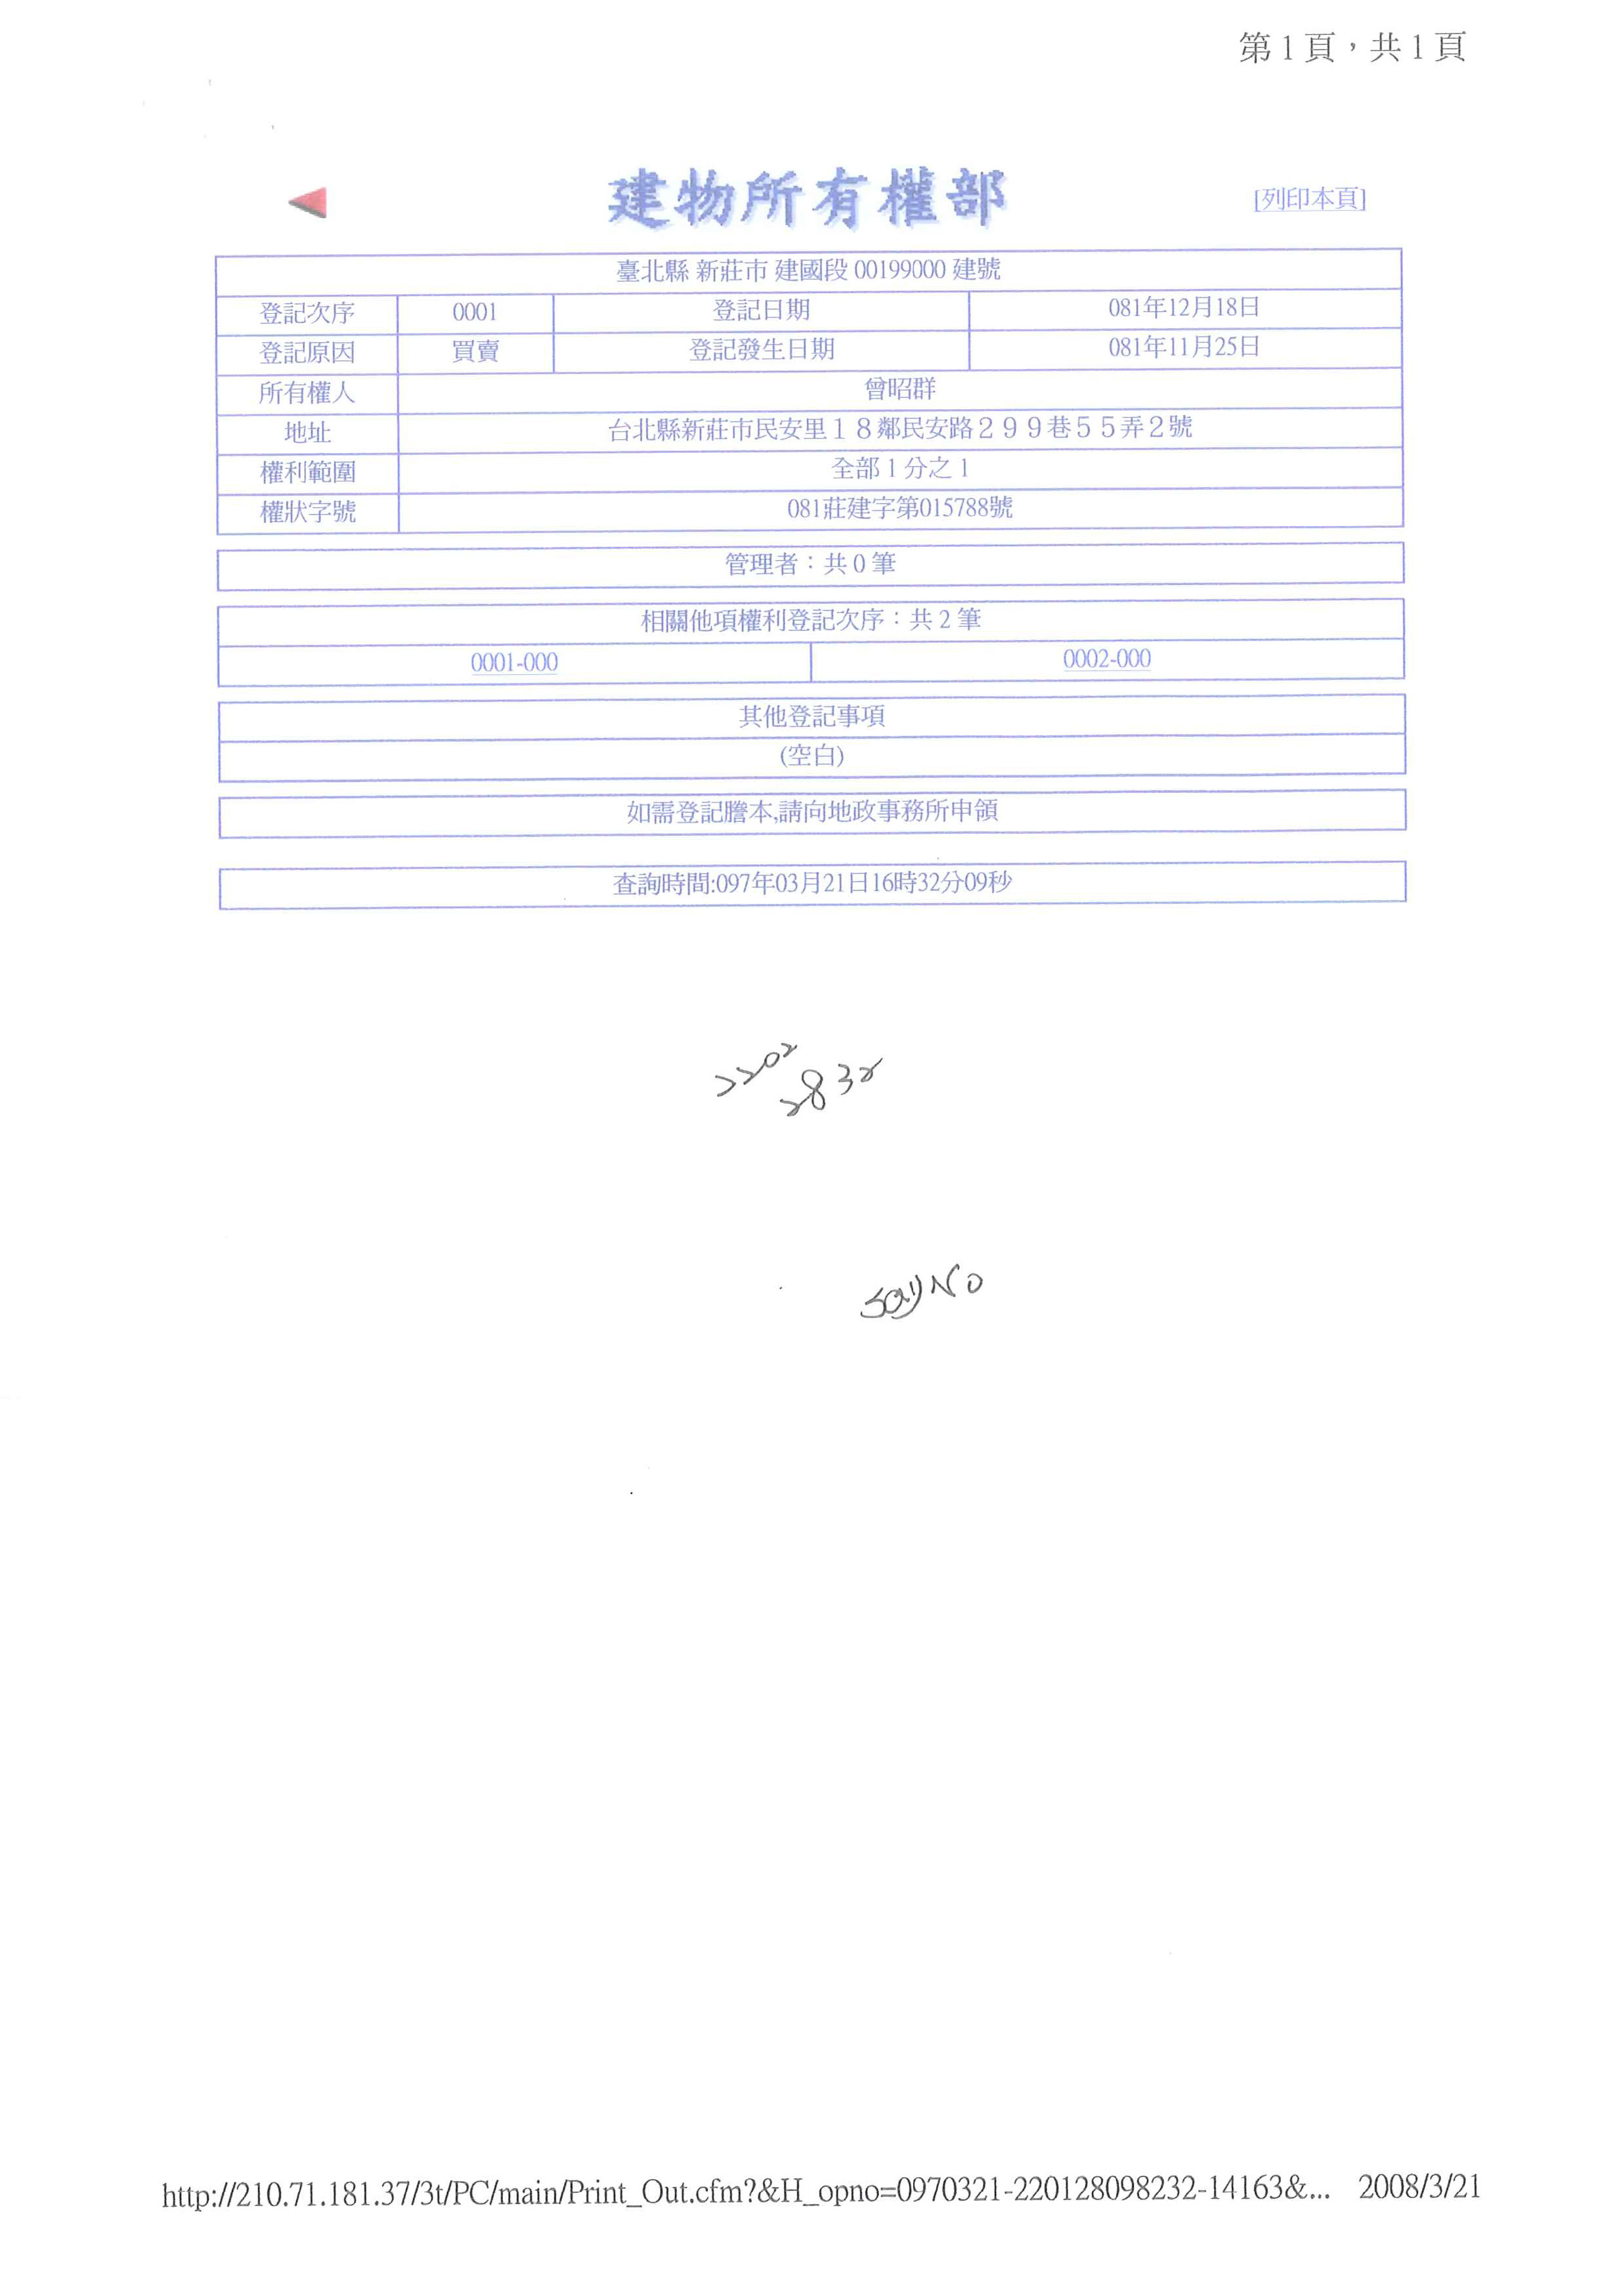 第1頁，共1頁
建物所有權部
[列印本頁]
臺北縣 新莊市 建國段 00199000 建號
登記次序 0001 登記日期 081年12月18日
登記原因 買賣 登記發生日期 081年11月25日
所有權人 曾昭群
地址 台北縣新莊市民安里１８鄰民安路２９９巷５５弄２號
權利範圍 全部 1 分之 1
權狀字號 081莊建字第015788號
管理者：共 0 筆
相關他項權利登記次序：共 2 筆
0001-000 0002-000
其他登記事項
(空白)
如需登記謄本,請向地政事務所申領
查詢時間:097年03月21日16時32分09秒
2202
2832
Say No
http://210.71.181.37/3t/PC/main/Print_Out.cfm?&H_opno=0970321-220128098232-14163&... 2008/3/21